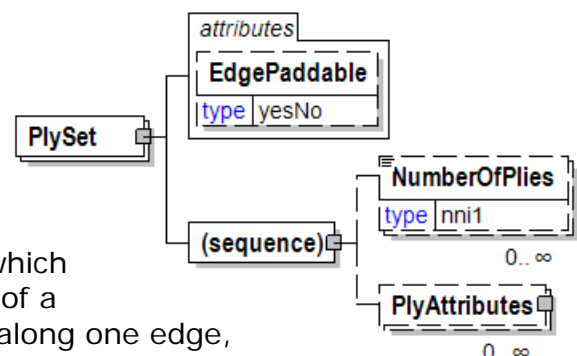 attributes
EdgePaddable
type yesNo
PlySet
NumberOfPlies
type nni1
(sequence)
0..∞
which
of a
PlyAttributes
along one edge,
0..∞